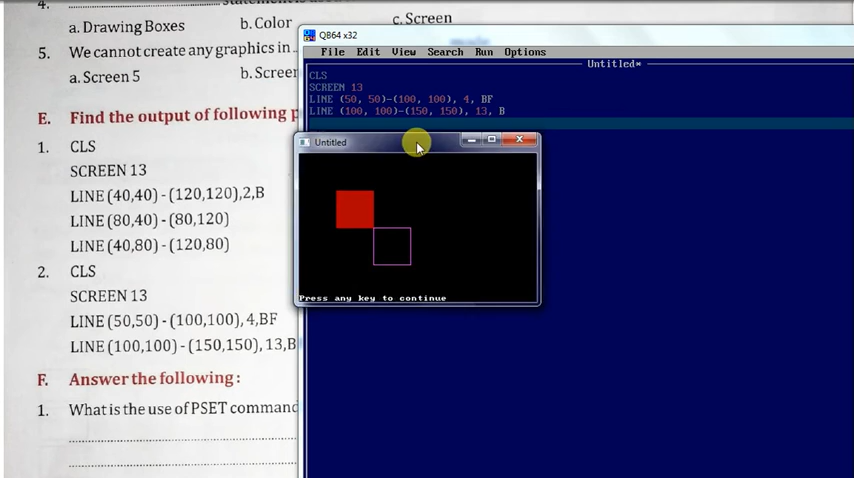 4.
a. Drawing Boxes b. Color c. Screen
5. We cannot create any graphics in
a. Screen 5 b. Screen
E. Find the output of following p
1. CLS
SCREEN 13
LINE (40,40) - (120,120),2,B
LINE (80,40) - (80,120)
LINE (40,80) - (120,80)
2. CLS
SCREEN 13
LINE (50,50) - (100,100), 4,BF
LINE (100,100) - (150,150), 13,B
F. Answer the following :
1. What is the use of PSET command
QB64 x32
File Edit View Search Run Options
Untitled*
CLS
SCREEN 13
LINE (50, 50)-(100, 100), 4, BF
LINE (100, 100)-(150, 150), 13, B
Untitled
Press any key to continue